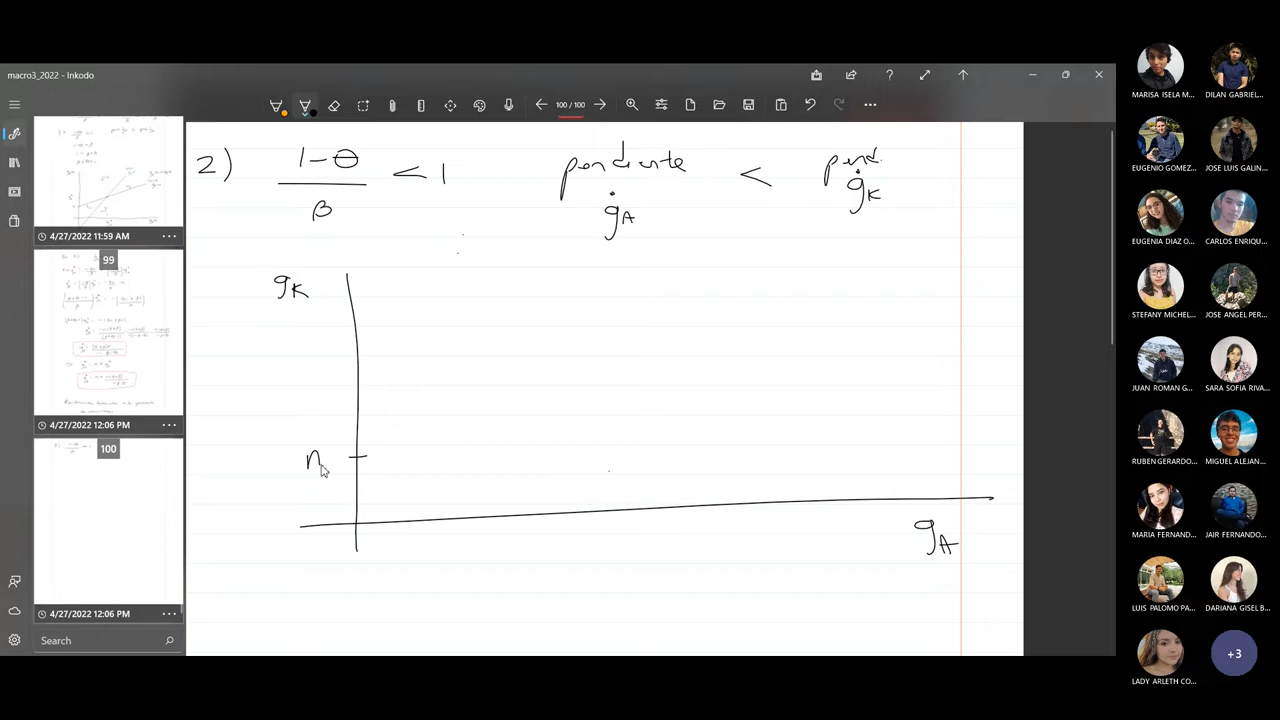 macro3_2022 - Inkodo
100 / 100
4/27/2022 11:59 AM
99
4/27/2022 12:06 PM
100
4/27/2022 12:06 PM
Search
2) 1-θ / β < 1 pendiente ġA < pend. ġK
gK
n
gA
MARISA ISELA M...
DILAN GABRIEL...
EUGENIO GOMEZ...
JOSE LUIS GALIN...
EUGENIA DIAZ O...
CARLOS ENRIQU...
STEFANY MICHEL...
JOSE ANGEL PER...
JUAN ROMAN G...
SARA SOFIA RIVA...
RUBEN GERARDO...
MIGUEL ALEJAN...
MARIA FERNAND...
JAIR FERNANDO...
LUIS PALOMO PA...
DARIANA GISEL B...
LADY ARLETH CO...
+3